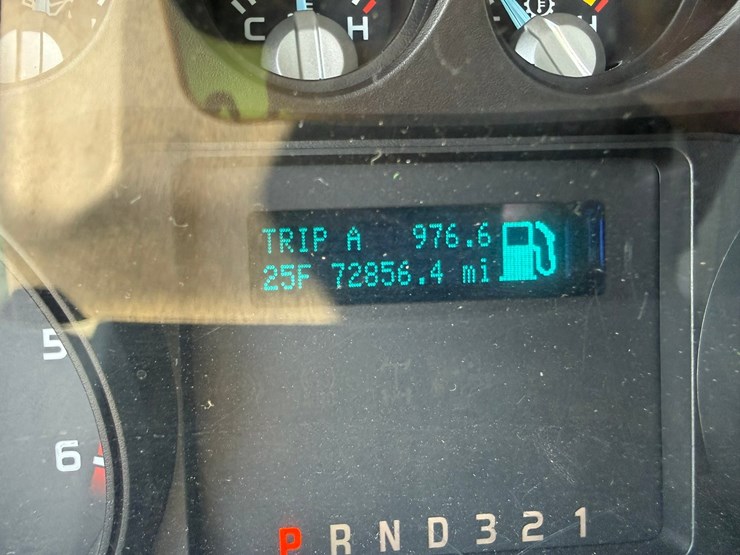 C H
H
TRIP A 976.6
25F 72856.4 mi
5
6
P R N D 3 2 1